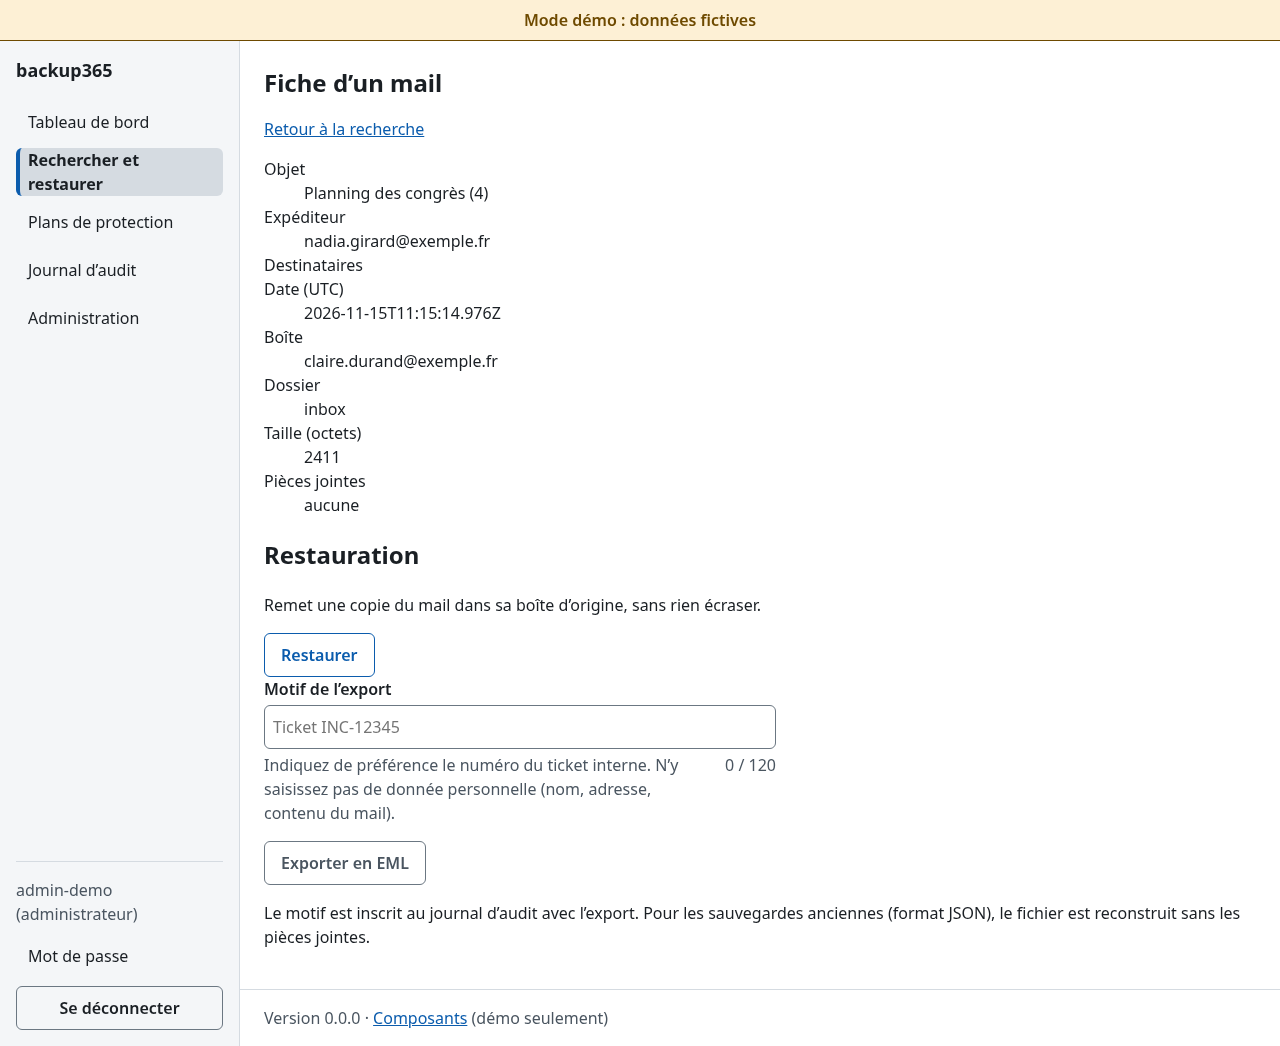 Mode démo : données fictives
backup365
Tableau de bord
Rechercher et
restaurer
Plans de protection
Journal d’audit
Administration
admin-demo
(administrateur)
Mot de passe
Se déconnecter
Fiche d’un mail
Retour à la recherche
Objet
Planning des congrès (4)
Expéditeur
nadia.girard@exemple.fr
Destinataires
Date (UTC)
2026-11-15T11:15:14.976Z
Boîte
claire.durand@exemple.fr
Dossier
inbox
Taille (octets)
2411
Pièces jointes
aucune
Restauration
Remet une copie du mail dans sa boîte d’origine, sans rien écraser.
Restaurer
Motif de l’export
Ticket INC-12345
Indiquez de préférence le numéro du ticket interne. N’y
saisissez pas de donnée personnelle (nom, adresse,
contenu du mail).
0 / 120
Exporter en EML
Le motif est inscrit au journal d’audit avec l’export. Pour les sauvegardes anciennes (format JSON), le fichier est reconstruit sans les
pièces jointes.
Version 0.0.0 · Composants (démo seulement)